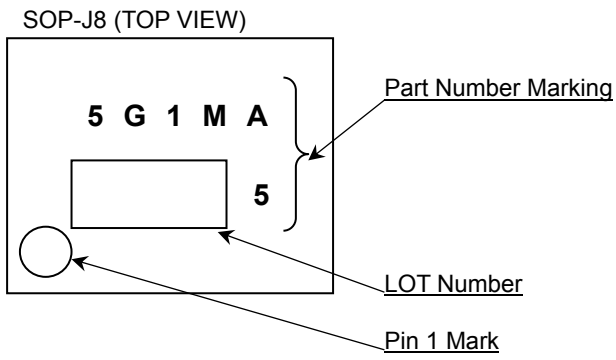 SOP-J8 (TOP VIEW)
Part Number Marking
5 G 1 M A
5
LOT Number
Pin 1 Mark